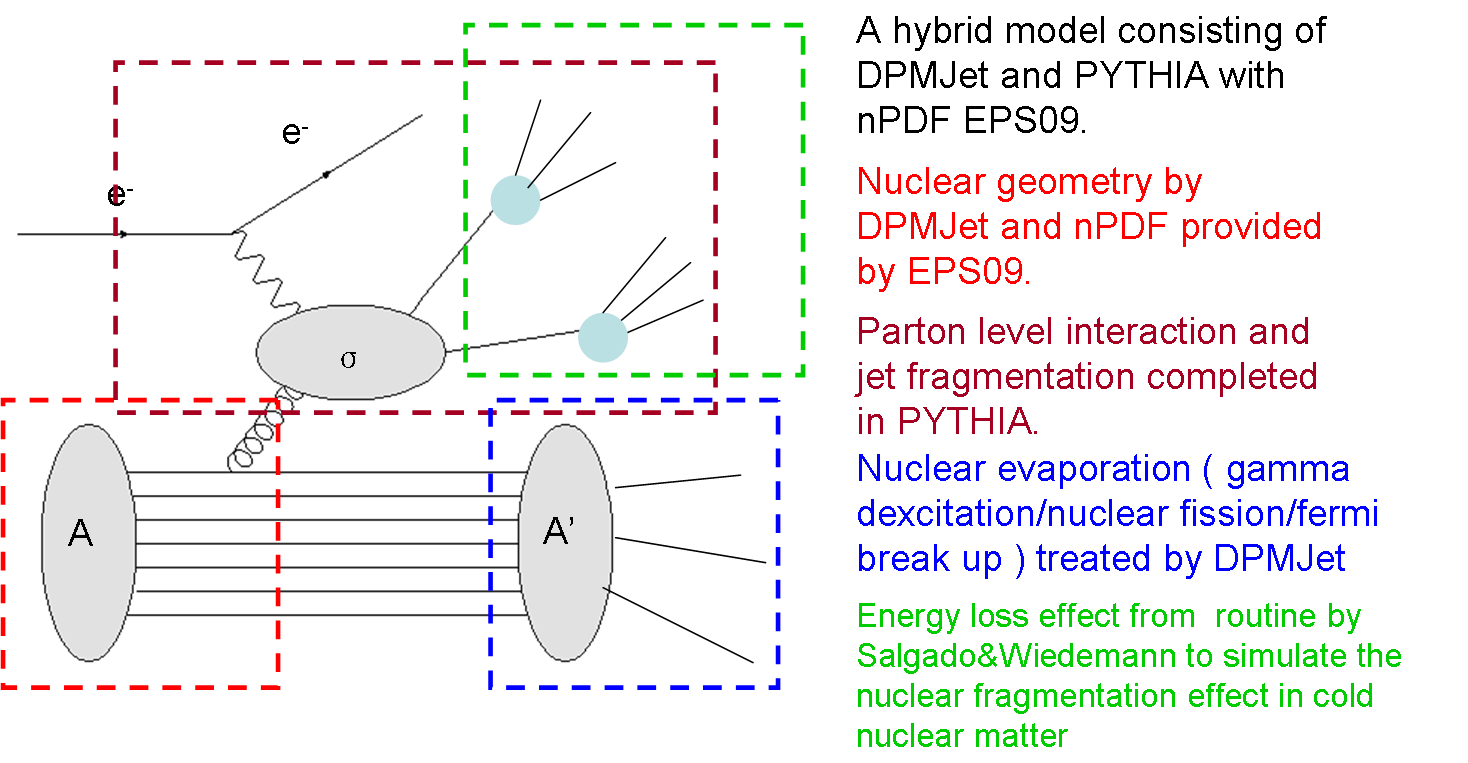 e-
e-
σ
A
A’
A hybrid model consisting of
DPMJet and PYTHIA with
nPDF EPS09.
Nuclear geometry by
DPMJet and nPDF provided
by EPS09.
Parton level interaction and
jet fragmentation completed
in PYTHIA.
Nuclear evaporation ( gamma
dexcitation/nuclear fission/fermi
break up ) treated by DPMJet
Energy loss effect from  routine by
Salgado&Wiedemann to simulate the
nuclear fragmentation effect in cold
nuclear matter